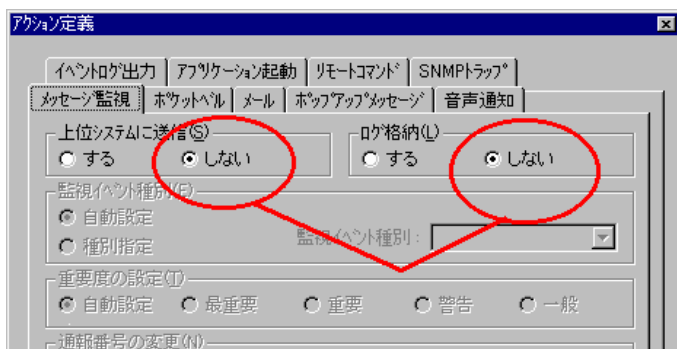 アクション定義
イベントログ出力 アプリケーション起動 リモートコマンド SNMPトラップ
メッセージ監視 ポケットベル メール ポップアップメッセージ 音声通知
上位システムに送信(S) ログ格納(L)
する しない する しない
監視イベント種別(E)
自動設定
種別指定 監視イベント種別:
重要度の設定(T)
自動設定 最重要 重要 警告 一般
通報番号の変更(N)